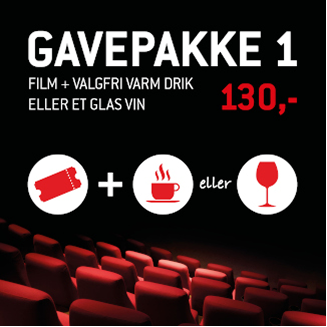 GAVEPAKKE 1
FILM + VALGFRI VARM DRIK
ELLER ET GLAS VIN
130,-
+ eller